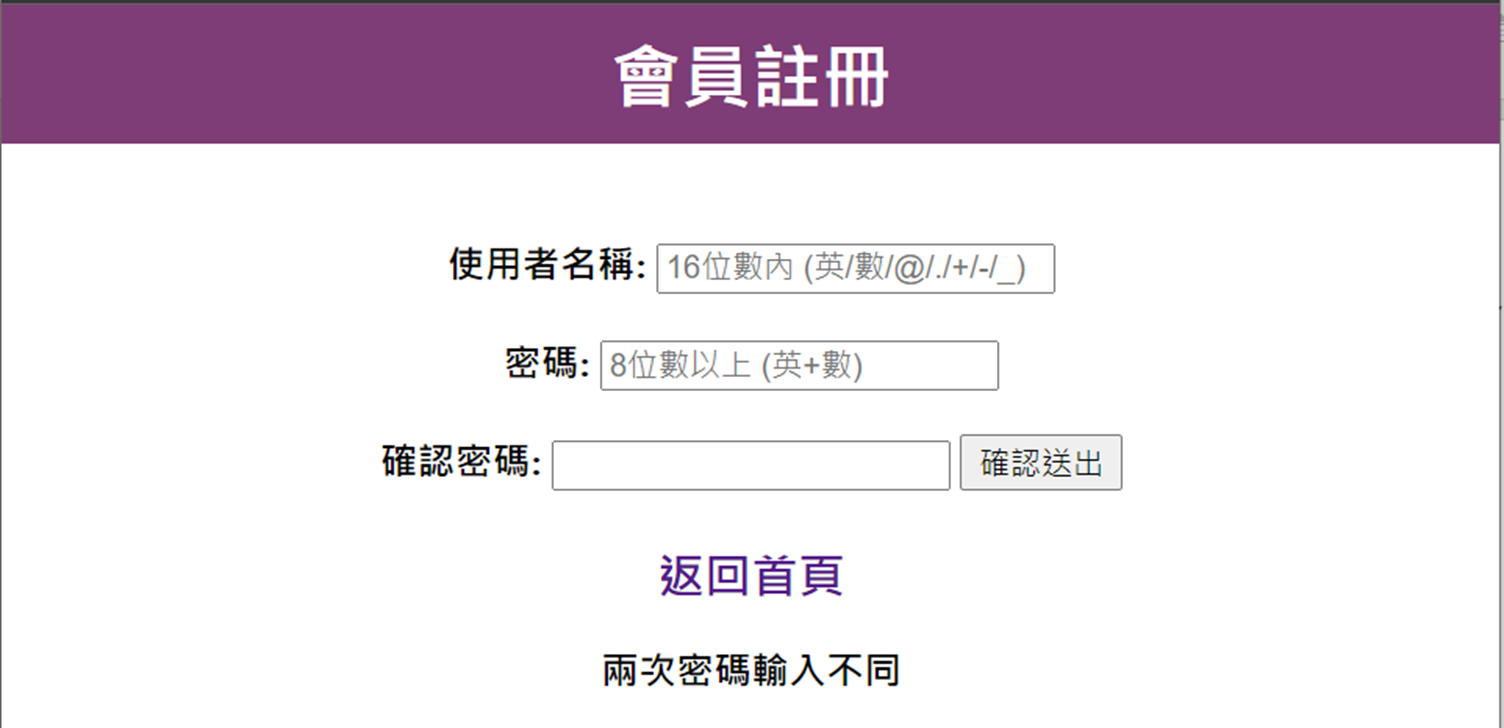 會員註冊
使用者名稱: 16位數內 (英/數/@/./+/-/_)
密碼: 8位數以上 (英+數)
確認密碼: 確認送出
返回首頁
兩次密碼輸入不同